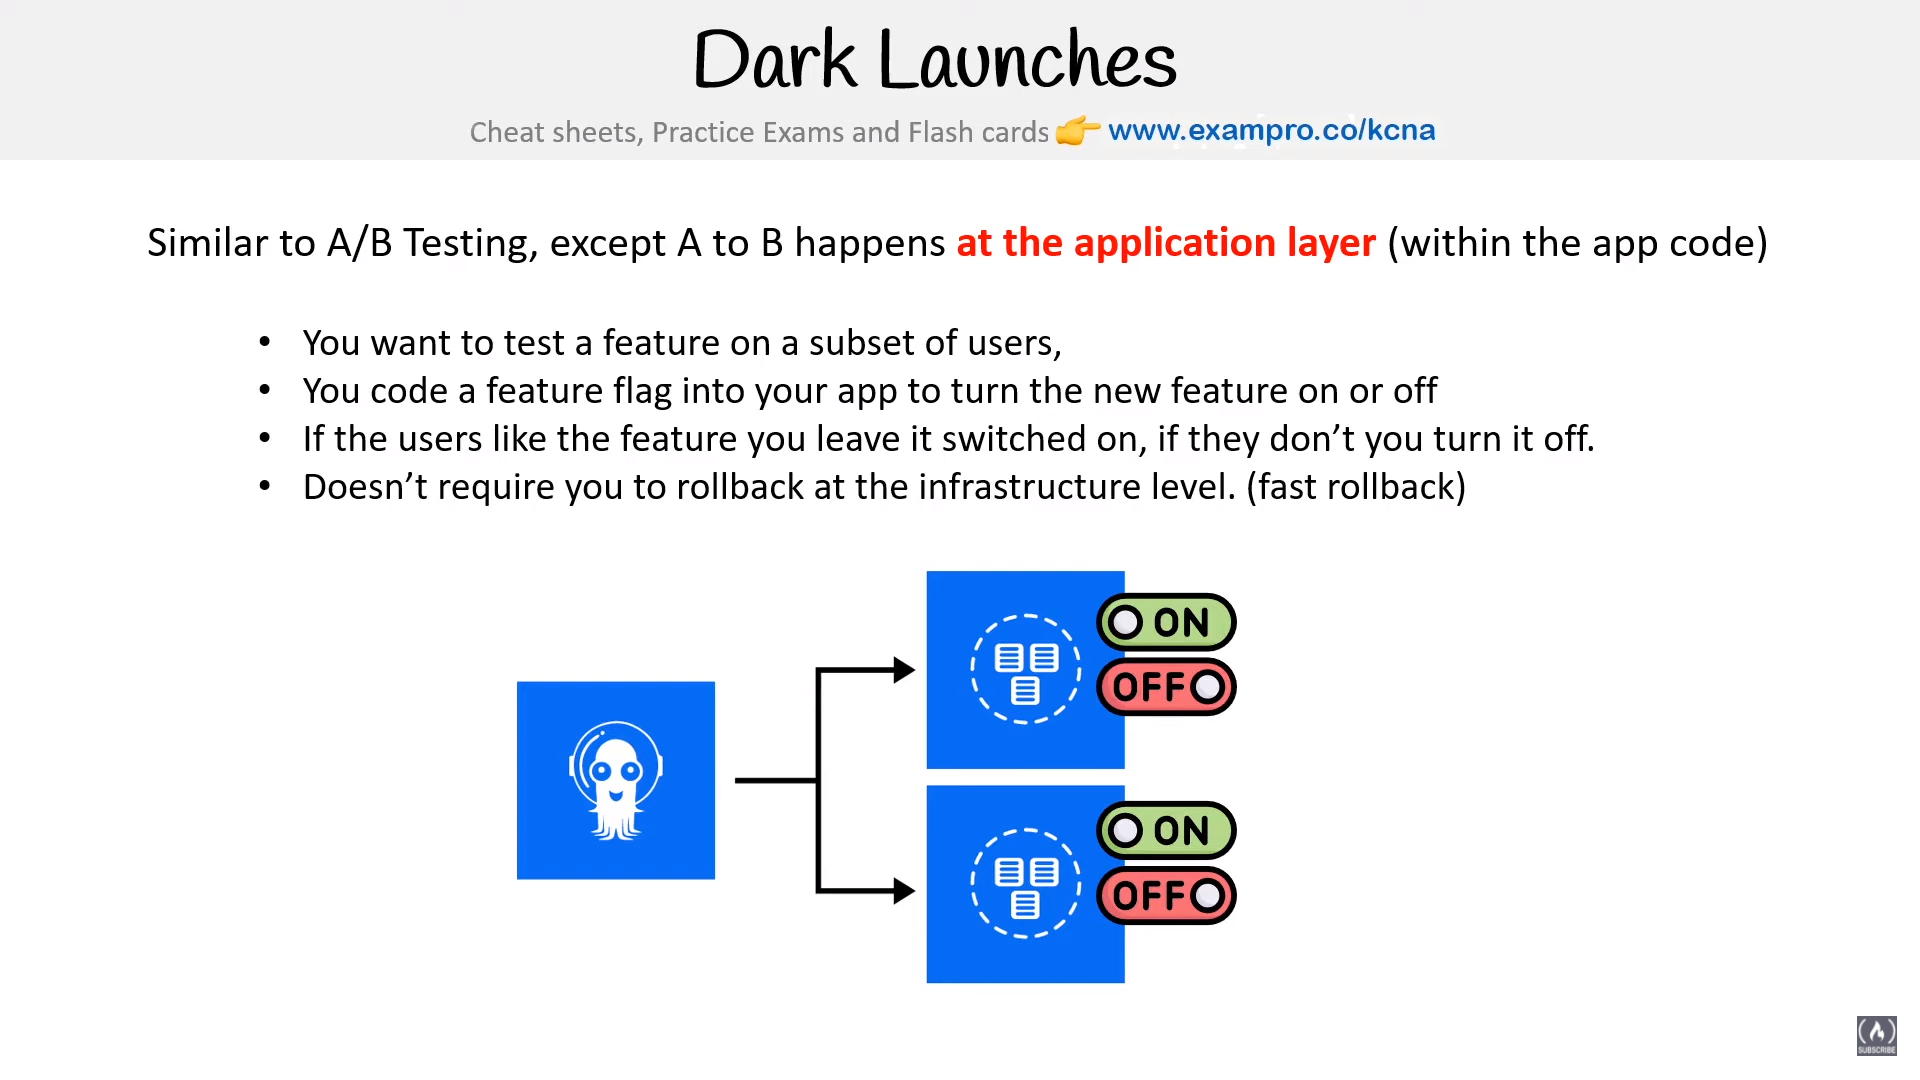 Dark Launches
Cheat sheets, Practice Exams and Flash cards 👉 www.exampro.co/kcna
Similar to A/B Testing, except A to B happens at the application layer (within the app code)
• You want to test a feature on a subset of users,
• You code a feature flag into your app to turn the new feature on or off
• If the users like the feature you leave it switched on, if they don’t you turn it off.
• Doesn’t require you to rollback at the infrastructure level. (fast rollback)
ON
OFF
ON
OFF
SUBSCRIBE